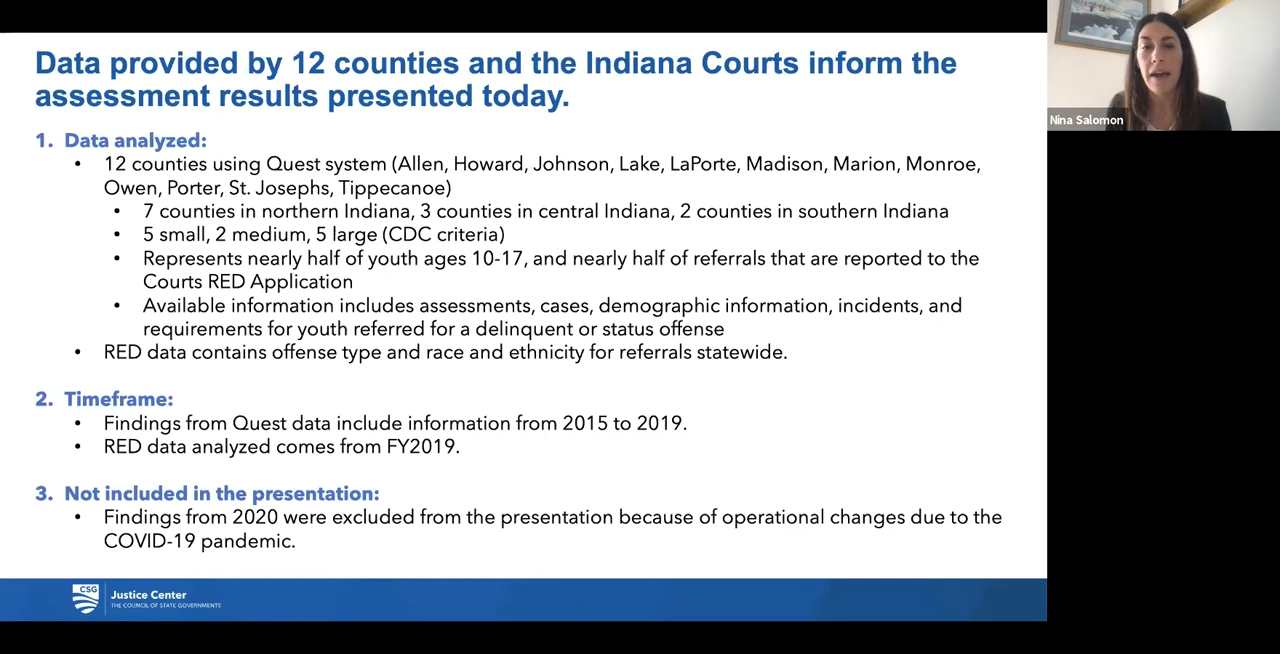 Data provided by 12 counties and the Indiana Courts inform the
assessment results presented today.
1. Data analyzed:
• 12 counties using Quest system (Allen, Howard, Johnson, Lake, LaPorte, Madison, Marion, Monroe,
Owen, Porter, St. Josephs, Tippecanoe)
• 7 counties in northern Indiana, 3 counties in central Indiana, 2 counties in southern Indiana
• 5 small, 2 medium, 5 large (CDC criteria)
• Represents nearly half of youth ages 10-17, and nearly half of referrals that are reported to the
Courts RED Application
• Available information includes assessments, cases, demographic information, incidents, and
requirements for youth referred for a delinquent or status offense
• RED data contains offense type and race and ethnicity for referrals statewide.
2. Timeframe:
• Findings from Quest data include information from 2015 to 2019.
• RED data analyzed comes from FY2019.
3. Not included in the presentation:
• Findings from 2020 were excluded from the presentation because of operational changes due to the
COVID-19 pandemic.
CSG
Justice Center
THE COUNCIL OF STATE GOVERNMENTS
Nina Salomon